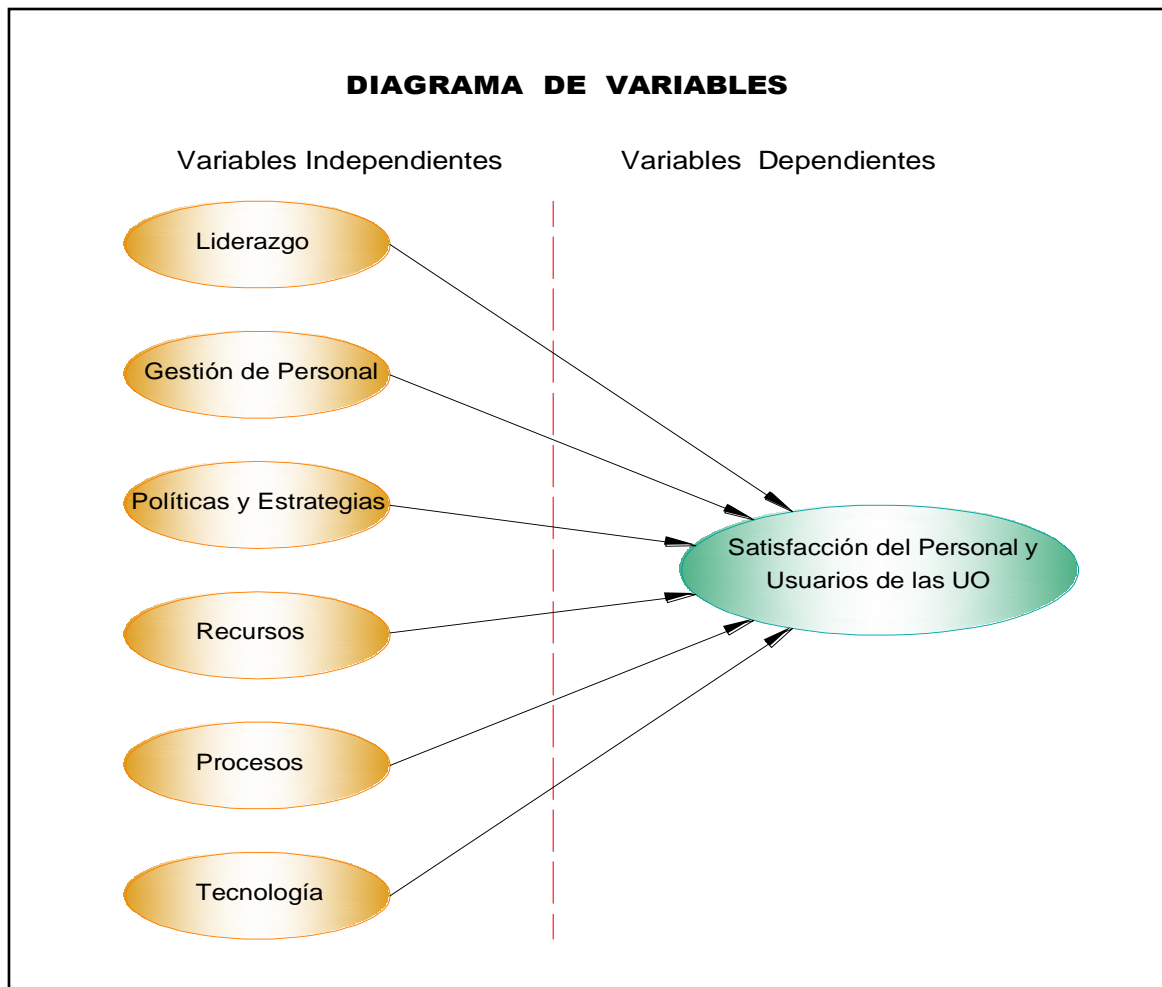 DIAGRAMA DE VARIABLES
Variables Independientes
Variables Dependientes
Liderazgo
Gestión de Personal
Políticas y Estrategias
Recursos
Procesos
Tecnología
Satisfacción del Personal y
Usuarios de las UO